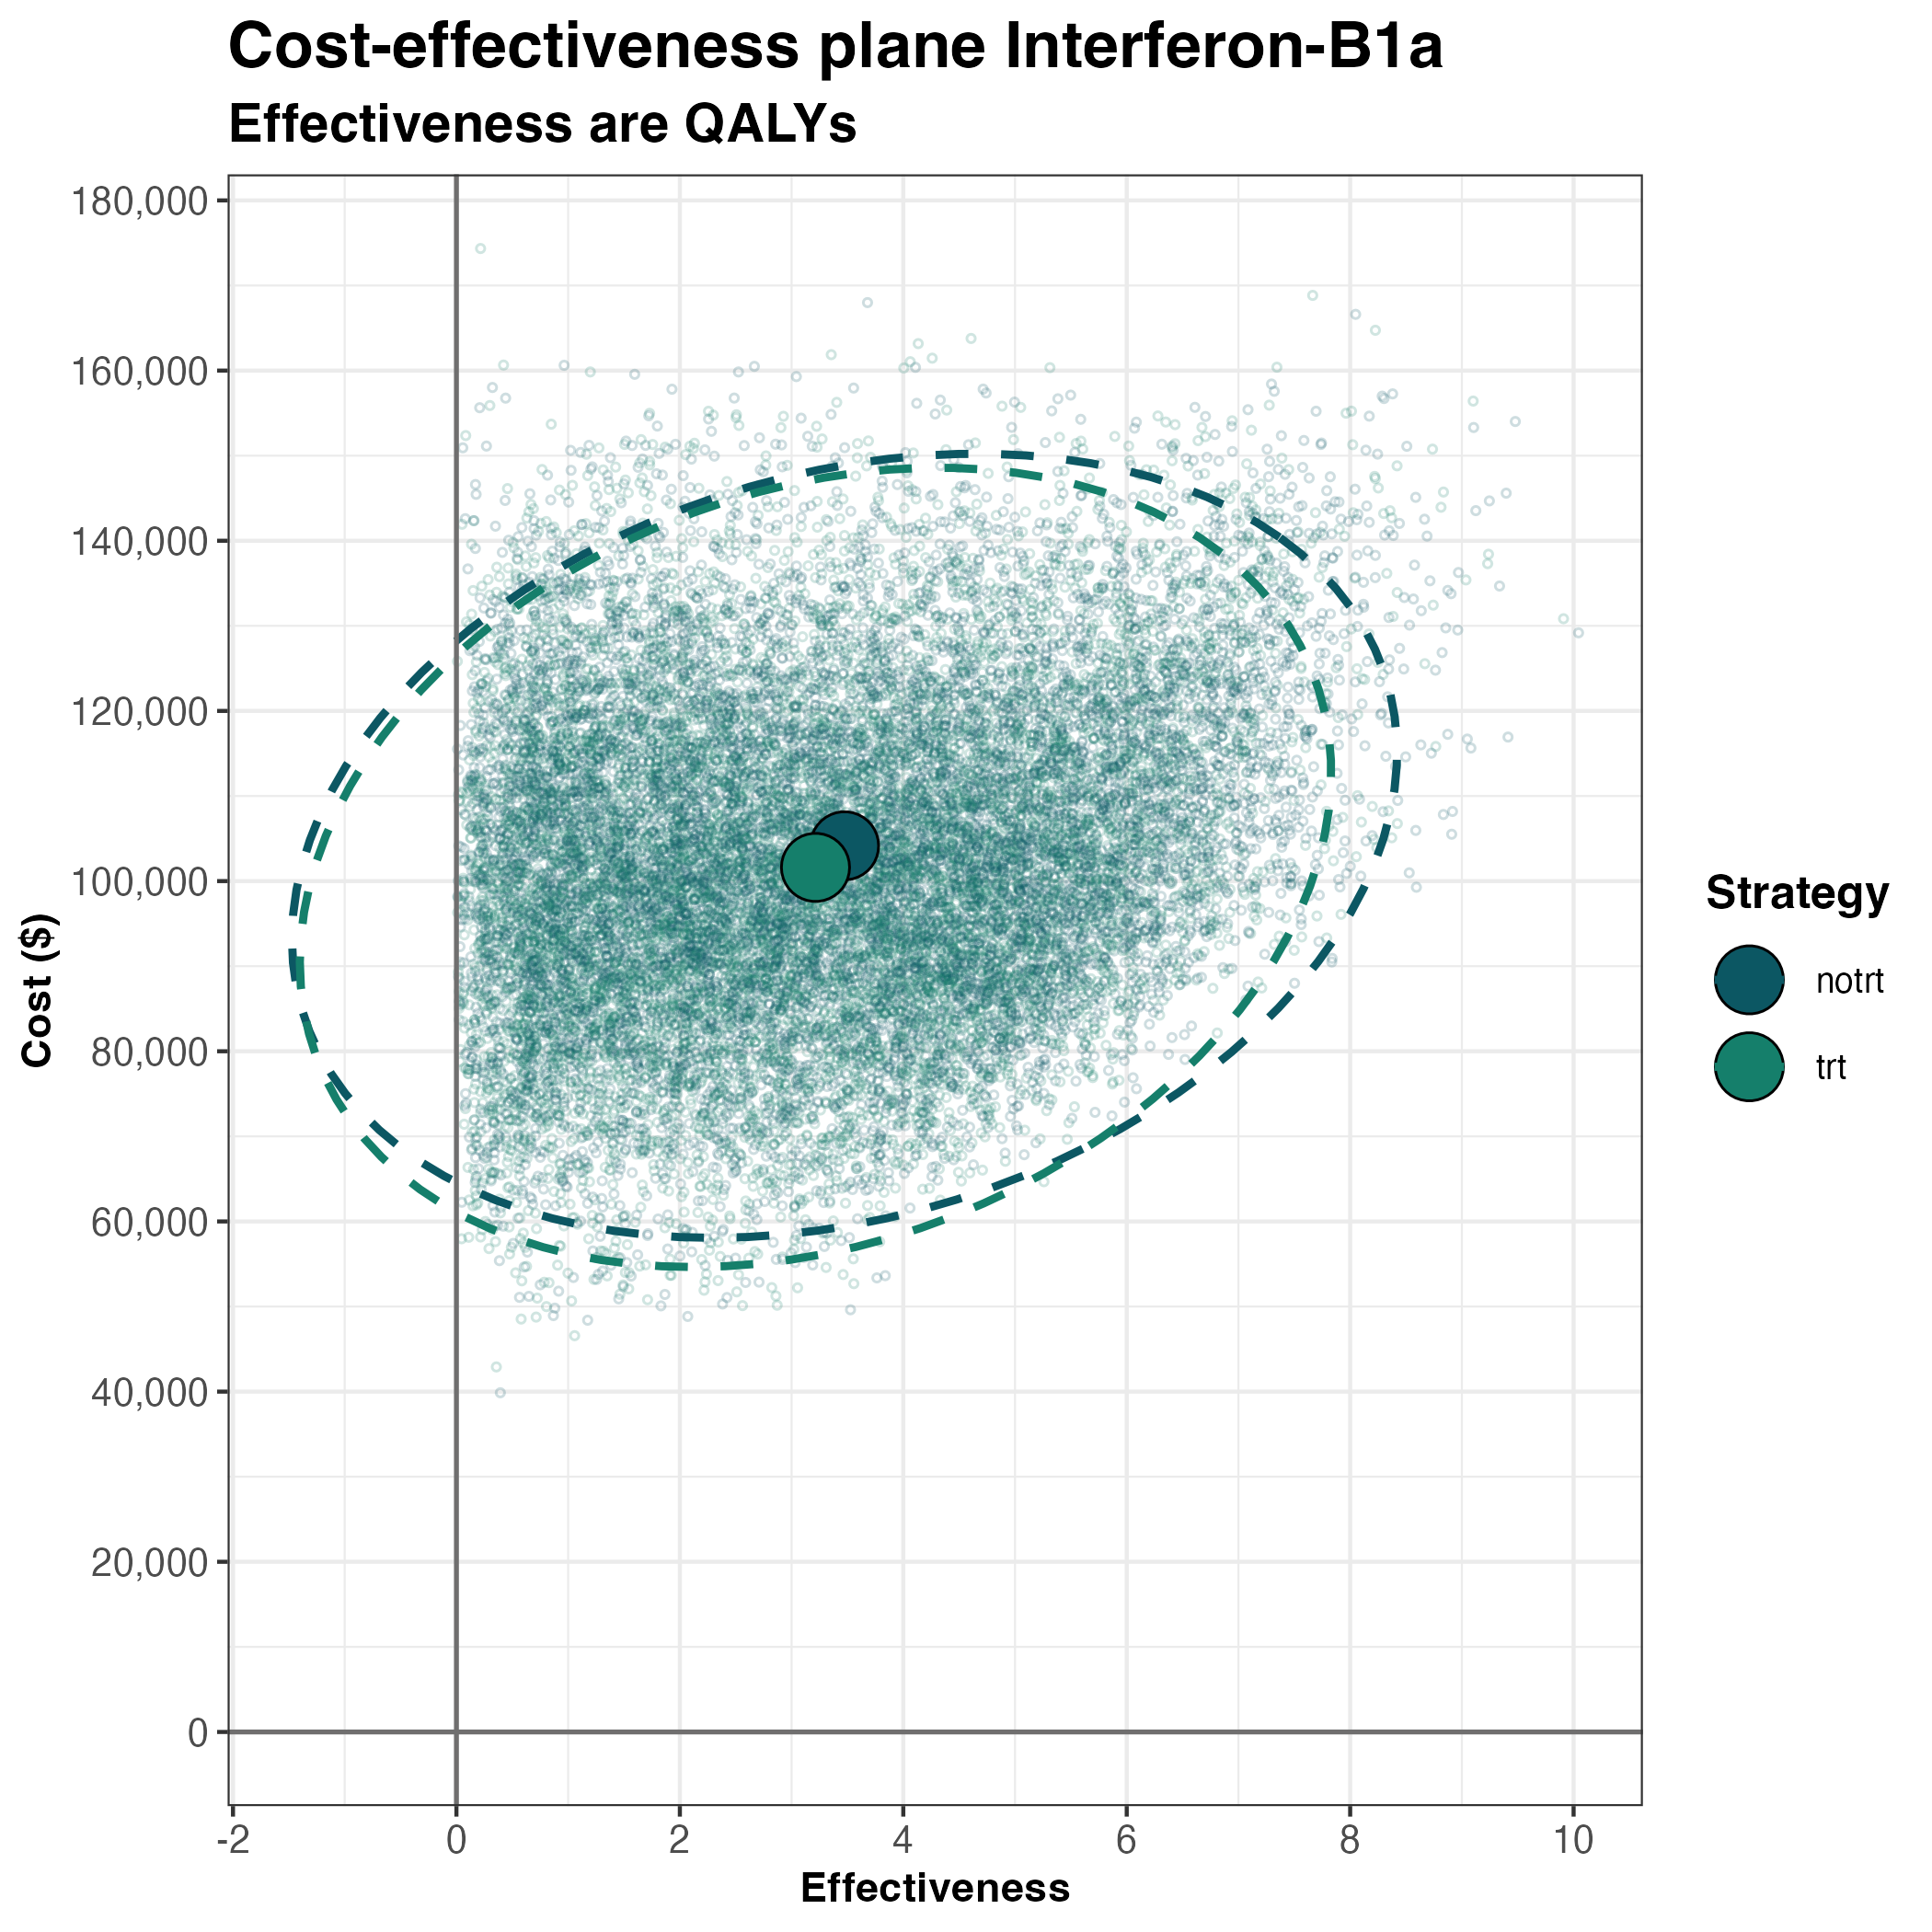 Cost-effectiveness plane Interferon-B1a
Effectiveness are QALYs
180,000
160,000
140,000
120,000
100,000
80,000
60,000
40,000
20,000
0
Cost ($)
-2 0 2 4 6 8 10
Effectiveness
Strategy
notrt
trt